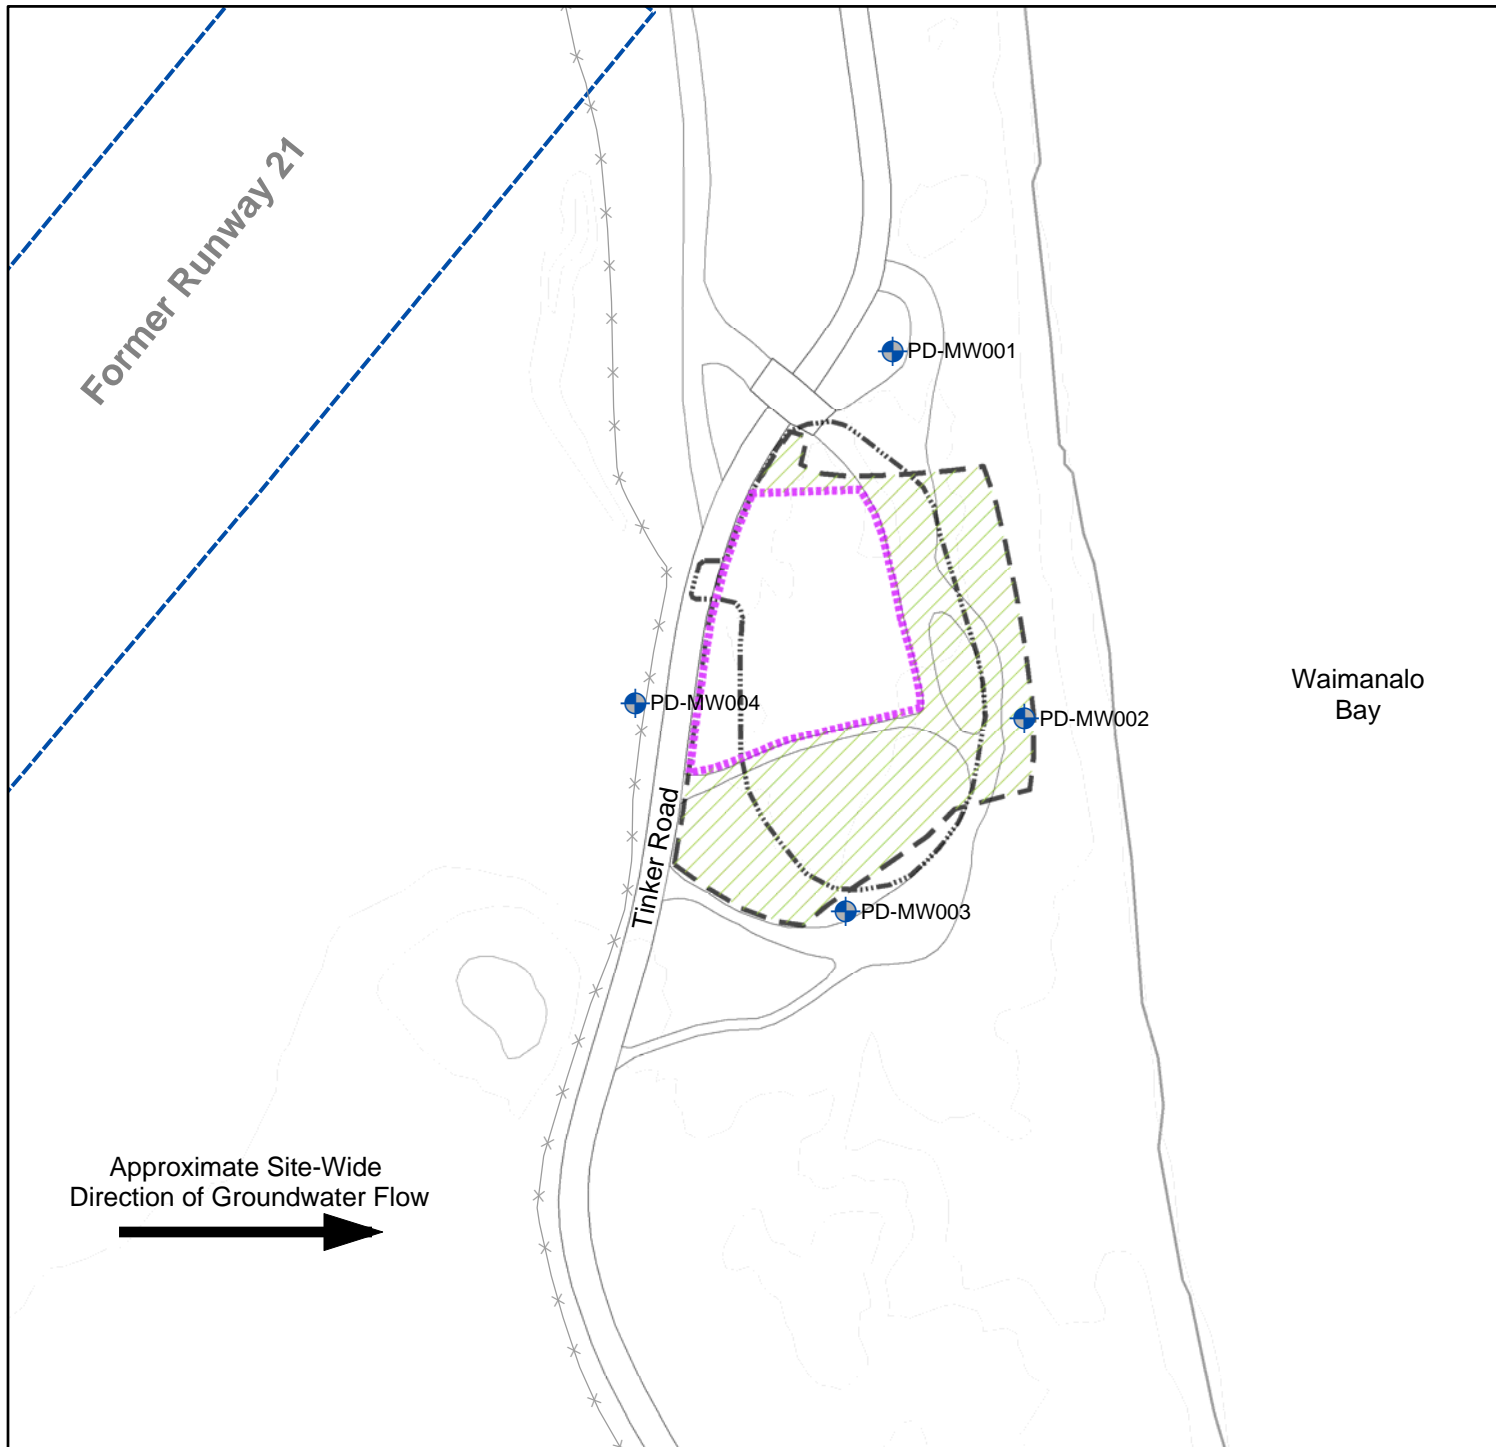 Former Runway 21
PD-MW001
Waimanalo
Bay
PD-MW004
PD-MW002
Tinker Road
PD-MW003
Approximate Site-Wide
Direction of Groundwater Flow